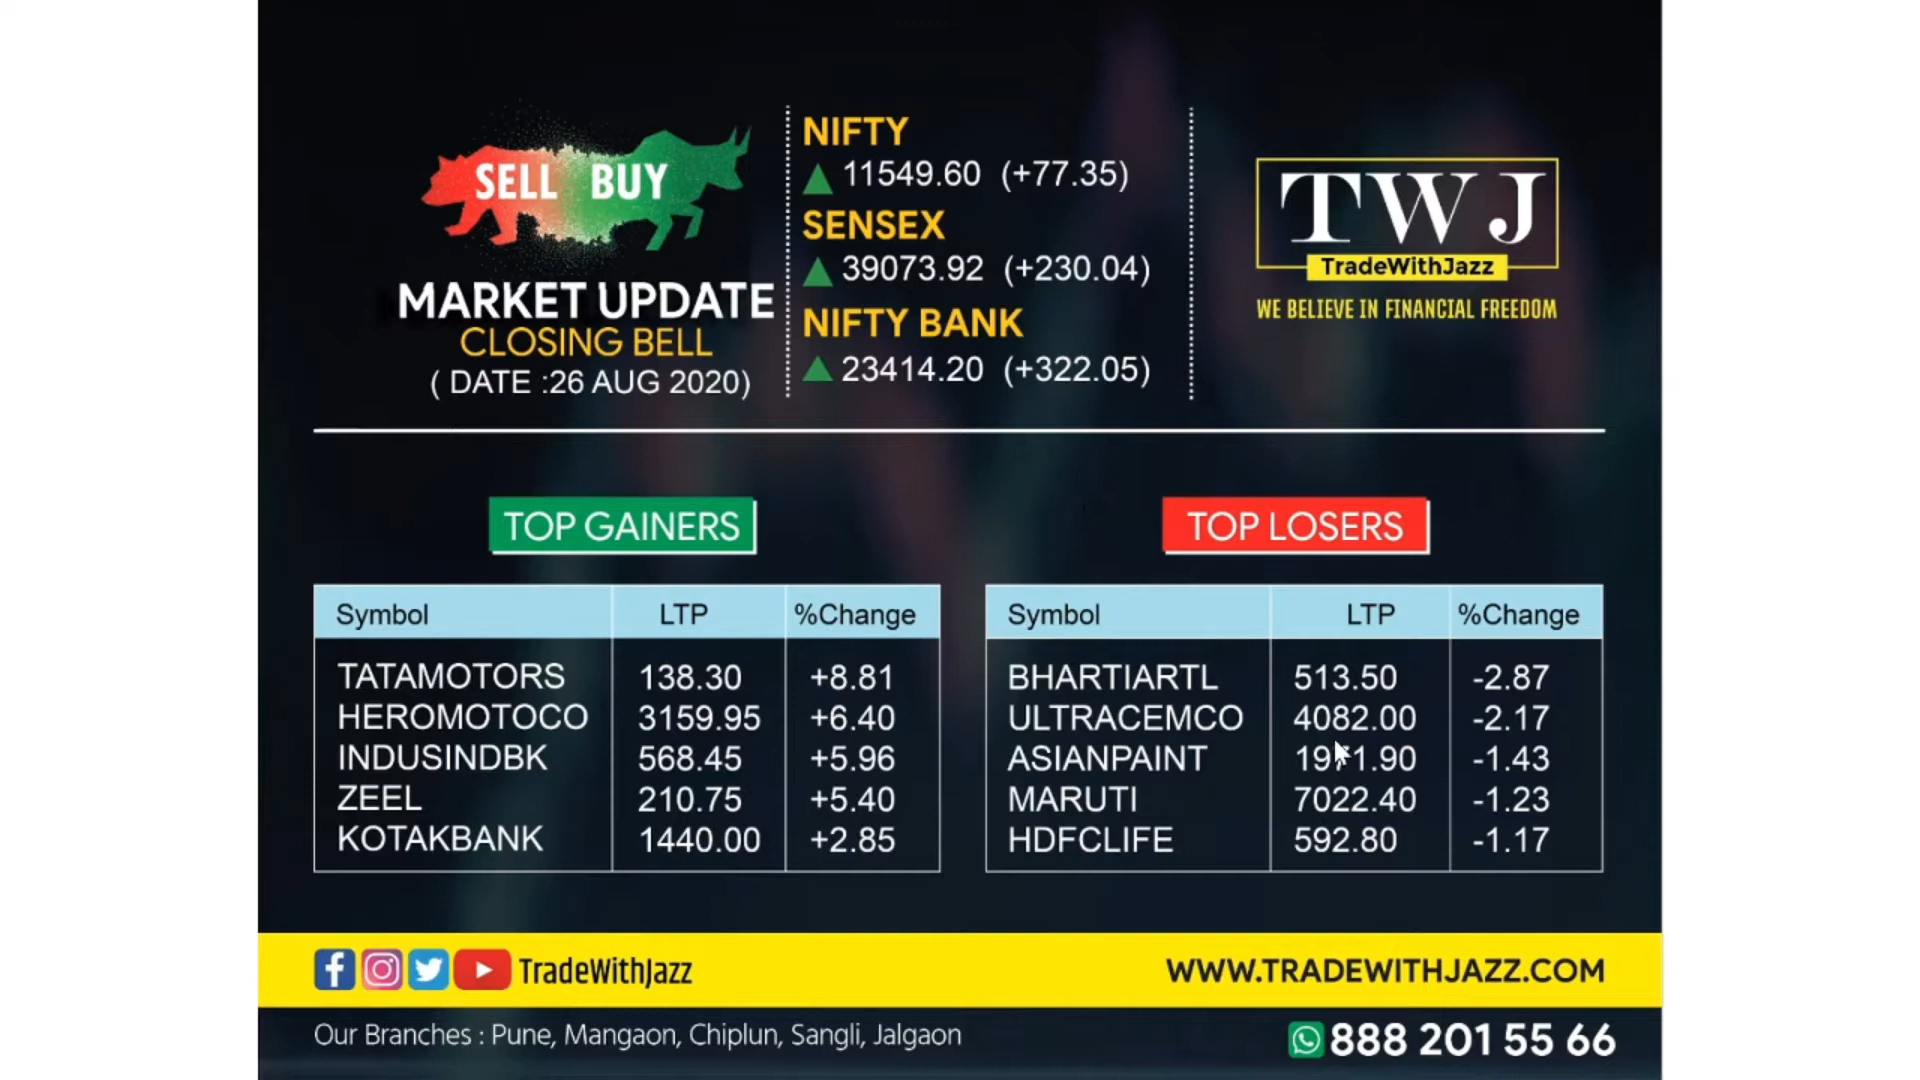 SELL BUY
MARKET UPDATE
CLOSING BELL
( DATE :26 AUG 2020)
NIFTY
11549.60 (+77.35)
SENSEX
39073.92 (+230.04)
NIFTY BANK
23414.20 (+322.05)
TWJ
TradeWithJazz
WE BELIEVE IN FINANCIAL FREEDOM
TOP GAINERS
Symbol LTP %Change
TATAMOTORS 138.30 +8.81
HEROMOTOCO 3159.95 +6.40
INDUSINDBK 568.45 +5.96
ZEEL 210.75 +5.40
KOTAKBANK 1440.00 +2.85
TOP LOSERS
Symbol LTP %Change
BHARTIARTL 513.50 -2.87
ULTRACEMCO 4082.00 -2.17
ASIANPAINT -1.43
MARUTI 7022.40 -1.23
HDFCLIFE 592.80 -1.17
TradeWithJazz
WWW.TRADEWITHJAZZ.COM
Our Branches : Pune, Mangaon, Chiplun, Sangli, Jalgaon
888 201 55 66